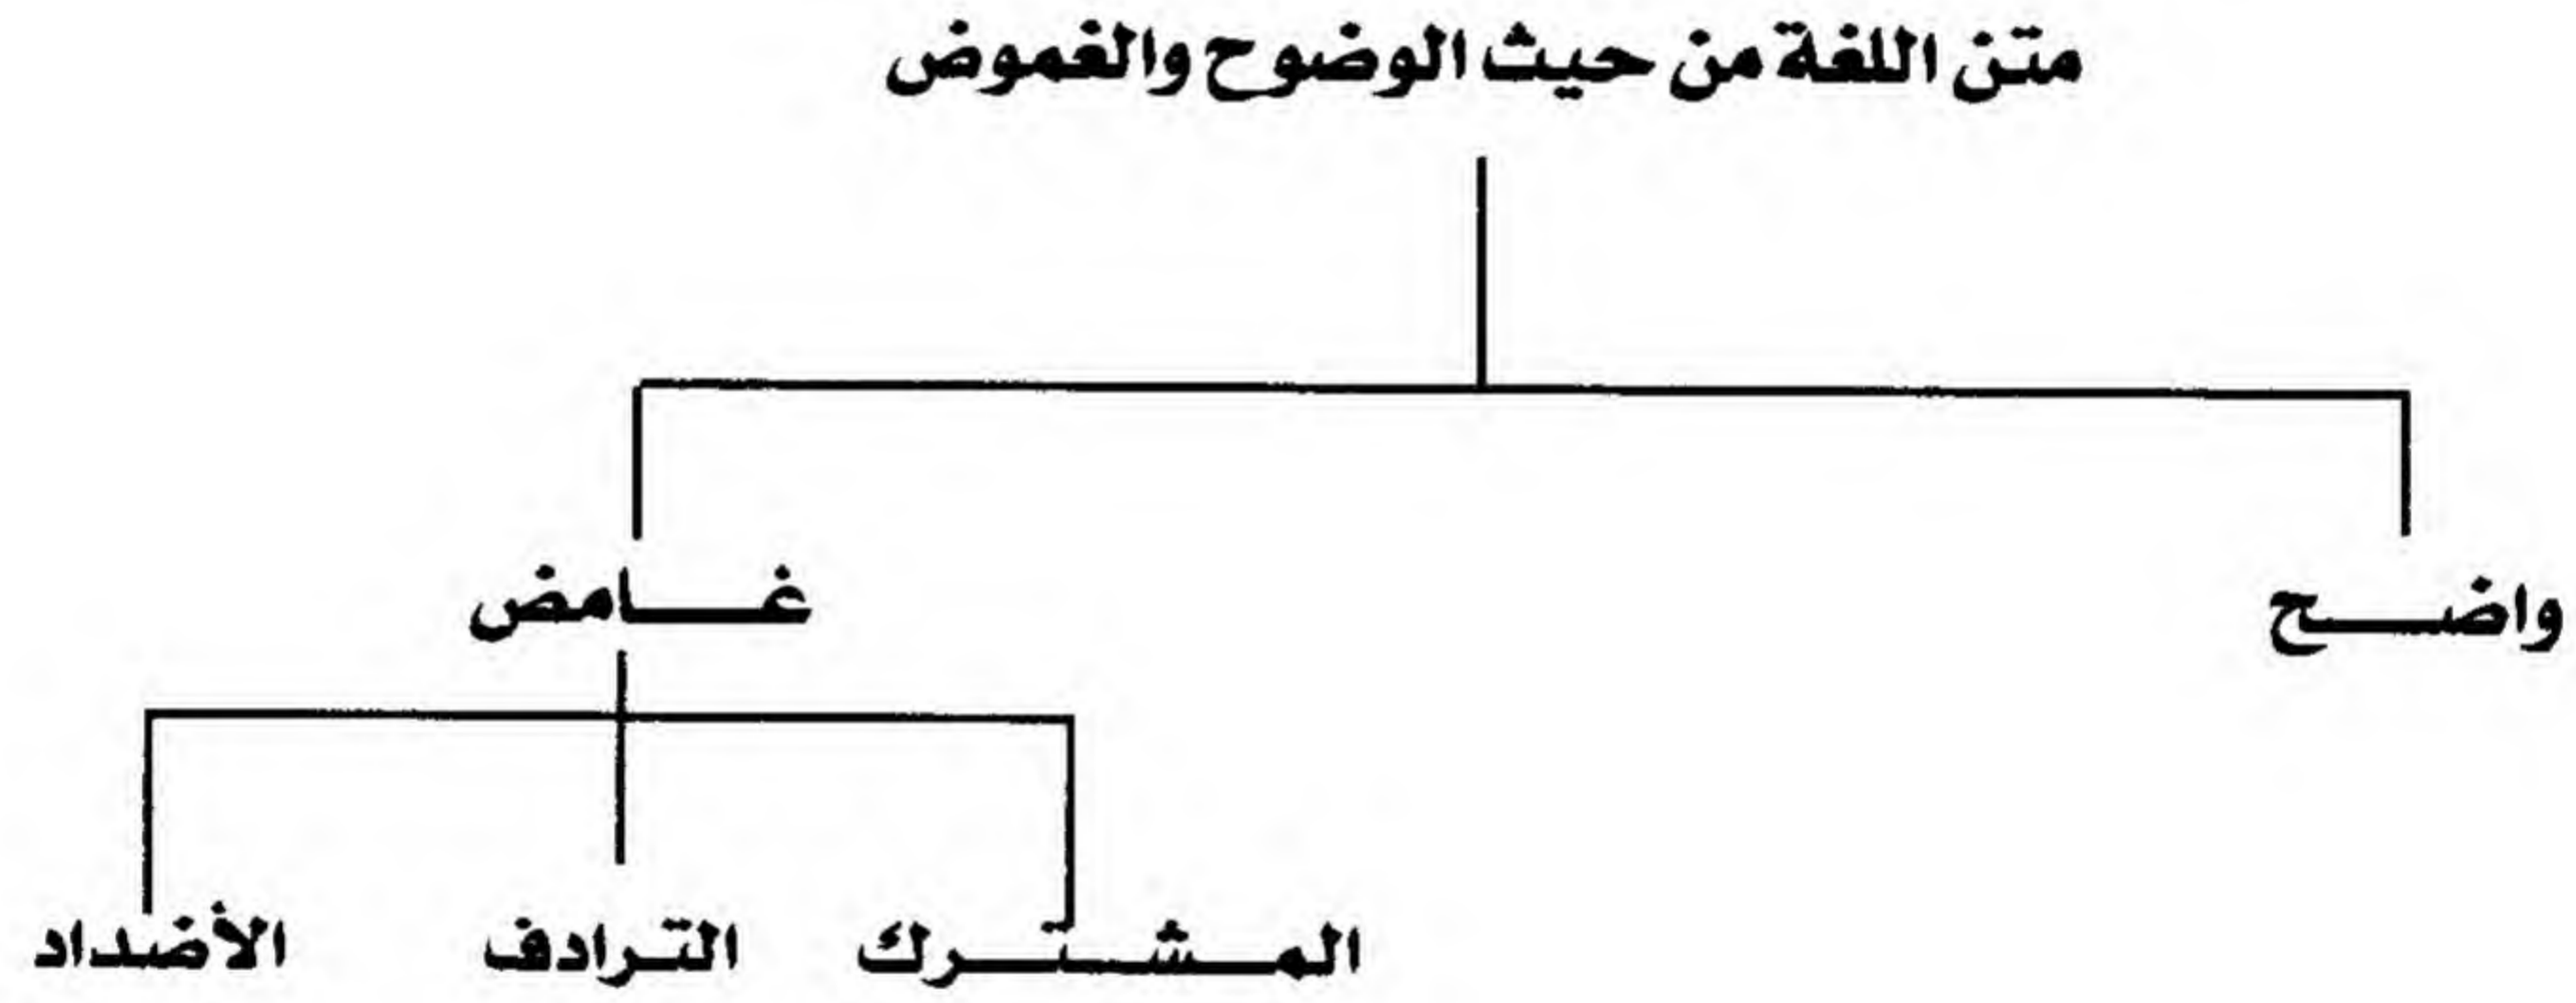 متن اللغة من حيث الوضوح والغموض
واضح غامض
المشترك الترادف الأضداد